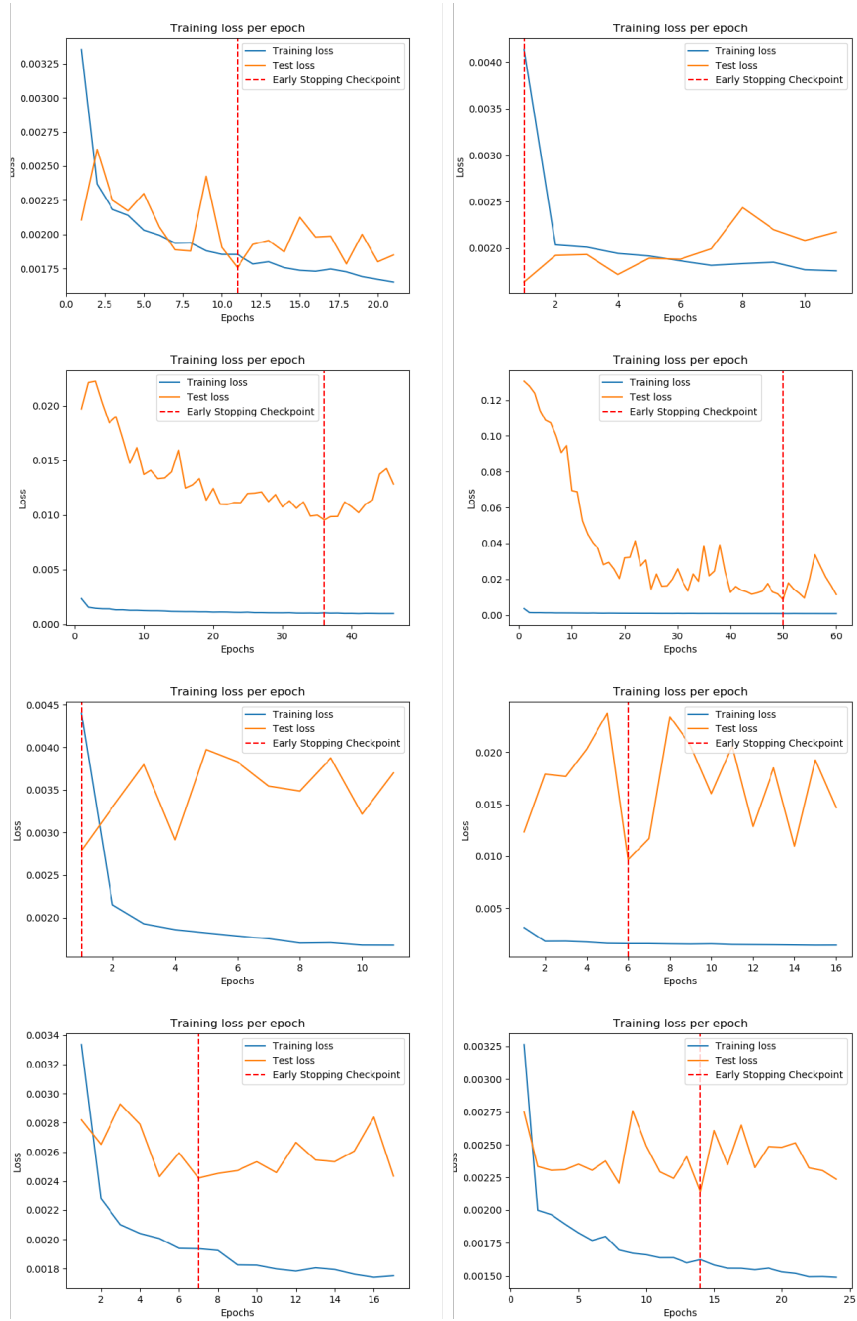 Training loss per epoch
Training loss
Test loss
Early Stopping Checkpoint
0.00325
0.00300
0.00275
0.00250
0.00225
0.00200
0.00175
Loss
0.0 2.5 5.0 7.5 10.0 12.5 15.0 17.5 20.0
Epochs
Training loss per epoch
Training loss
Test loss
Early Stopping Checkpoint
0.0040
0.0035
0.0030
0.0025
0.0020
Loss
2 4 6 8 10
Epochs
Training loss per epoch
Training loss
Test loss
Early Stopping Checkpoint
0.020
0.015
0.010
0.005
0.000
Loss
0 10 20 30 40
Epochs
Training loss per epoch
Training loss
Test loss
Early Stopping Checkpoint
0.12
0.10
0.08
0.06
0.04
0.02
0.00
Loss
0 10 20 30 40 50 60
Epochs
Training loss per epoch
Training loss
Test loss
Early Stopping Checkpoint
0.0045
0.0040
0.0035
0.0030
0.0025
0.0020
Loss
2 4 6 8 10
Epochs
Training loss per epoch
Training loss
Test loss
Early Stopping Checkpoint
0.020
0.015
0.010
0.005
Loss
2 4 6 8 10 12 14 16
Epochs
Training loss per epoch
Training loss
Test loss
Early Stopping Checkpoint
0.0034
0.0032
0.0030
0.0028
0.0026
0.0024
0.0022
0.0020
0.0018
Loss
2 4 6 8 10 12 14 16
Epochs
Training loss per epoch
Training loss
Test loss
Early Stopping Checkpoint
0.00325
0.00300
0.00275
0.00250
0.00225
0.00200
0.00175
0.00150
Loss
0 5 10 15 20 25
Epochs